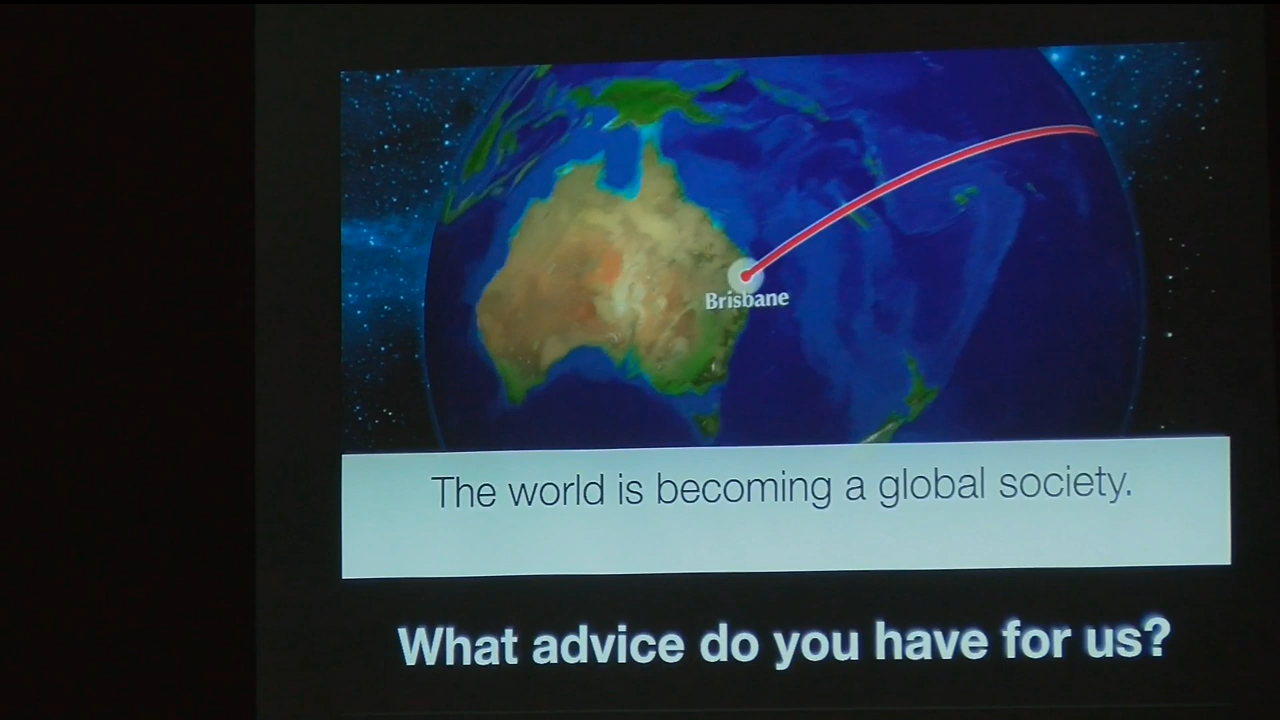 Brisbane
The world is becoming a global society.
What advice do you have for us?